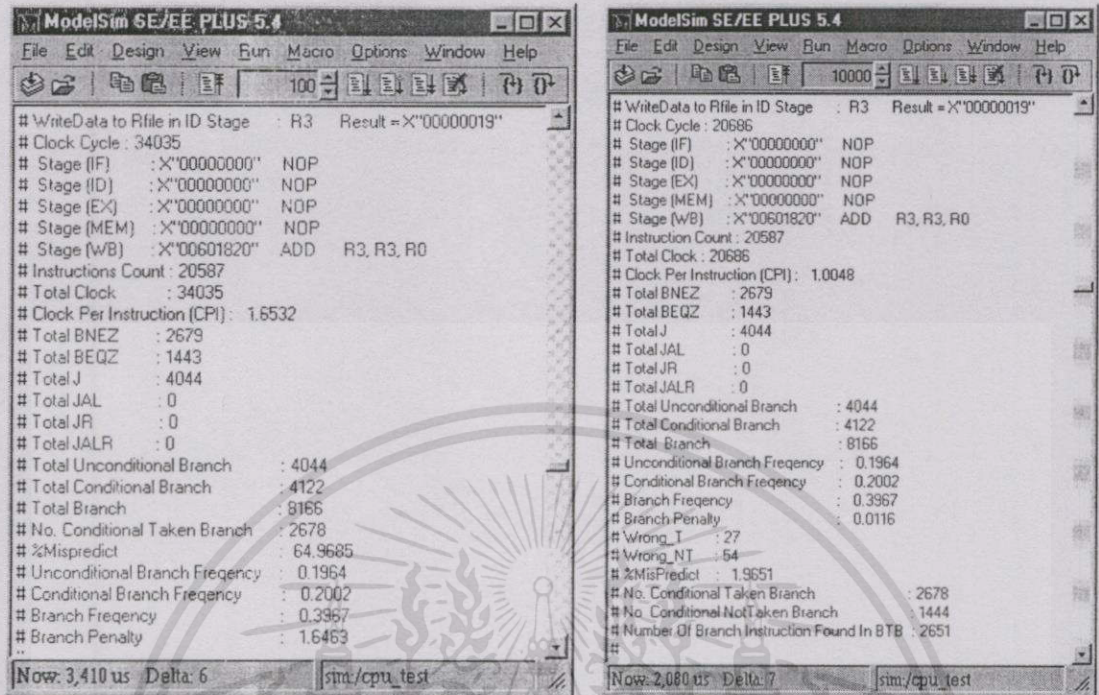 ModelSim SE/EE PLUS 5.4
File Edit Design View Run Macro Options Window Help
100
# WriteData to Rfile in ID Stage : R3 Result = X"00000019"
# Clock Cycle : 34035
# Stage (IF) : X"00000000" NOP
# Stage (ID) : X"00000000" NOP
# Stage (EX) : X"00000000" NOP
# Stage (MEM) : X"00000000" NOP
# Stage (WB) : X"00601820" ADD R3, R3, R0
# Instructions Count : 20587
# Total Clock : 34035
# Clock Per Instruction (CPI) : 1.6532
# Total BNEZ : 2679
# Total BEQZ : 1443
# Total J : 4044
# Total JAL : 0
# Total JR : 0
# Total JALR : 0
# Total Unconditional Branch : 4044
# Total Conditional Branch : 4122
# Total Branch : 8166
# No. Conditional Taken Branch : 2678
# %Mispredict : 64.9685
# Unconditional Branch Freqency : 0.1964
# Conditional Branch Freqency : 0.2002
# Branch Freqency : 0.3967
# Branch Penalty : 1.6463
Now: 3,410 us Delta: 6 sim:/cpu_test
ModelSim SE/EE PLUS 5.4
File Edit Design View Run Macro Options Window Help
10000
# WriteData to Rfile in ID Stage : R3 Result = X"00000019"
# Clock Cycle : 20686
# Stage (IF) : X"00000000" NOP
# Stage (ID) : X"00000000" NOP
# Stage (EX) : X"00000000" NOP
# Stage (MEM) : X"00000000" NOP
# Stage (WB) : X"00601820" ADD R3, R3, R0
# Instruction Count : 20587
# Total Clock : 20686
# Clock Per Instruction (CPI) : 1.0048
# Total BNEZ : 2679
# Total BEQZ : 1443
# Total J : 4044
# Total JAL : 0
# Total JR : 0
# Total JALR : 0
# Total Unconditional Branch : 4044
# Total Conditional Branch : 4122
# Total Branch : 8166
# Unconditional Branch Freqency : 0.1964
# Conditional Branch Freqency : 0.2002
# Branch Freqency : 0.3967
# Branch Penalty : 0.0116
# Wrong_T : 27
# Wrong_NT : 54
# %MisPredict : 1.9651
# No. Conditional Taken Branch : 2678
# No. Conditional NotTaken Branch : 1444
# Number Of Branch Instruction Found In BTB : 2651
#
Now: 2,080 us Delta: 7 sim:/cpu_test